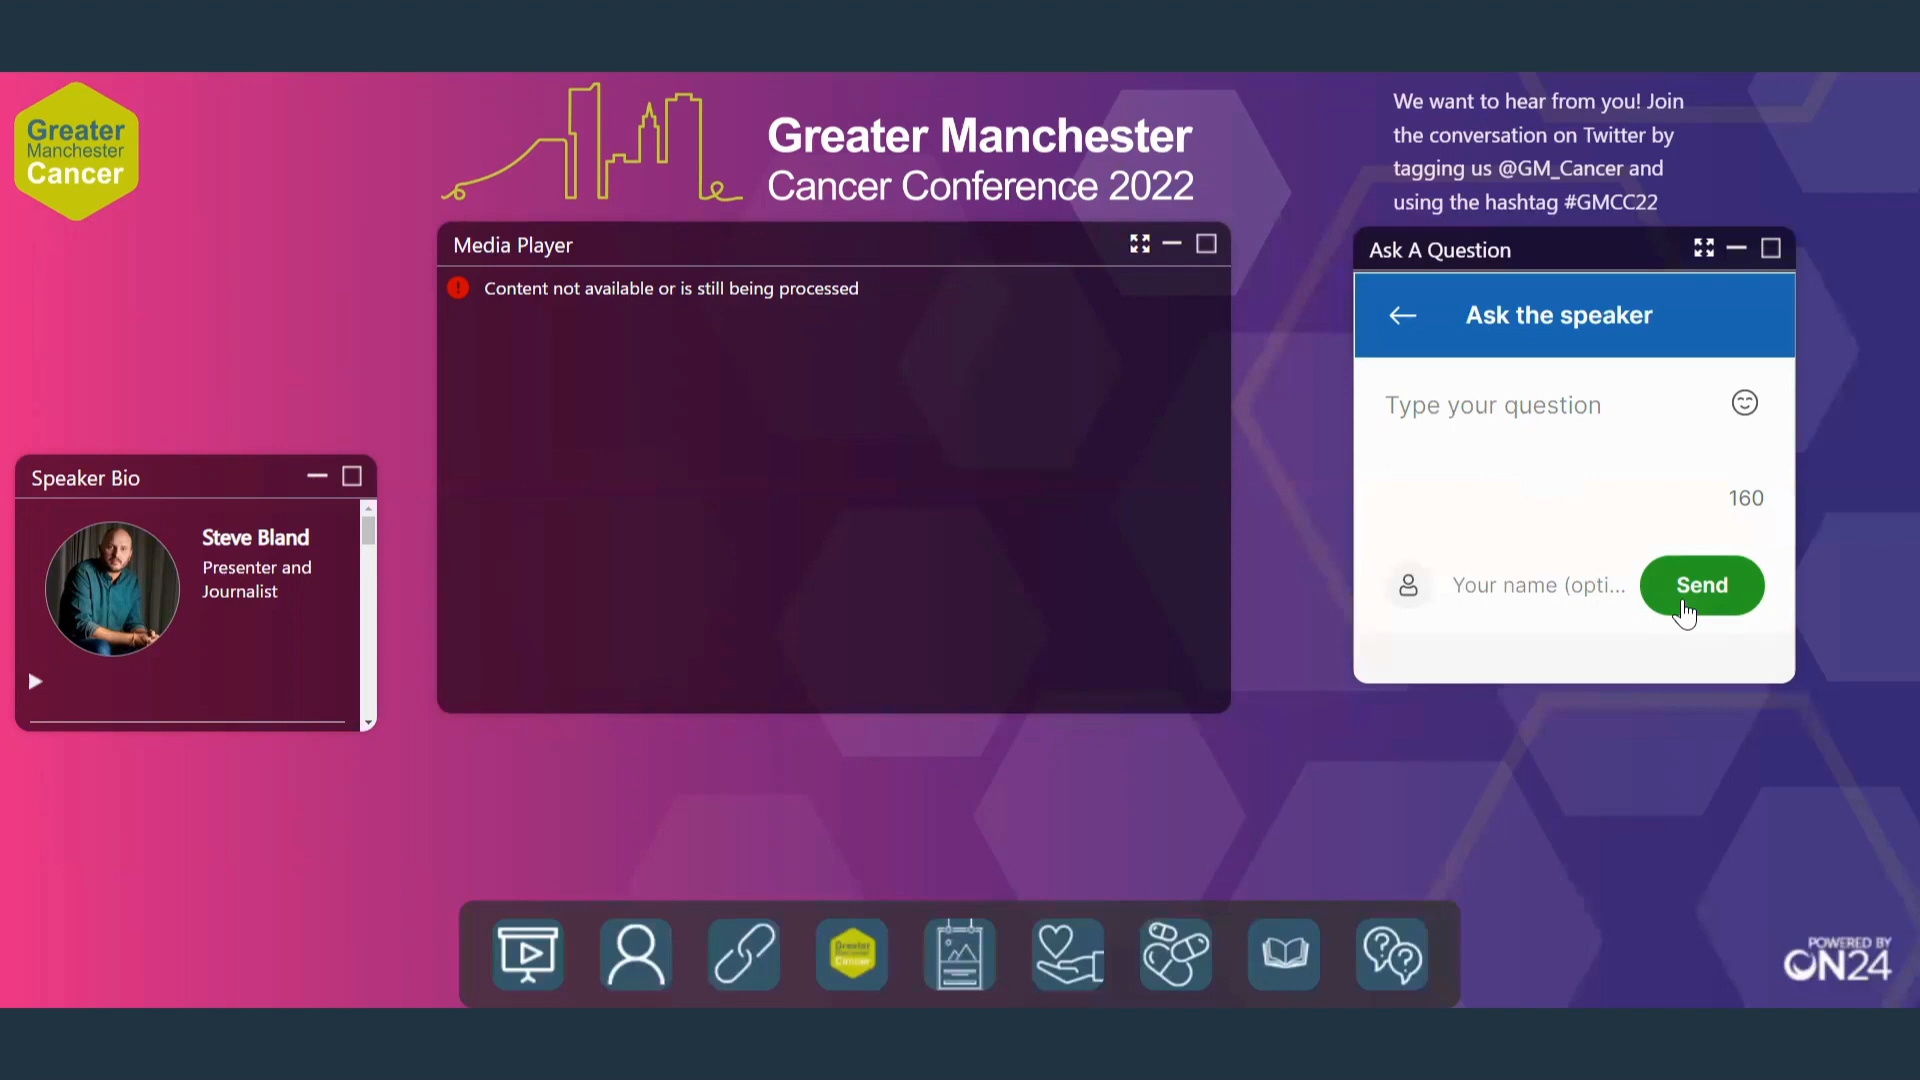 Greater
Manchester
Cancer
Greater Manchester
Cancer Conference 2022
We want to hear from you! Join
the conversation on Twitter by
tagging us @GM_Cancer and
using the hashtag #GMCC22
Media Player
Content not available or is still being processed
Ask A Question
Ask the speaker
Type your question
160
Your name (opti...
Send
Speaker Bio
Steve Bland
Presenter and
Journalist
Greater
Manchester
Cancer
POWERED BY
ON24